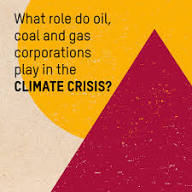 What role do oil,
coal and gas
corporations
play in the
CLIMATE CRISIS?